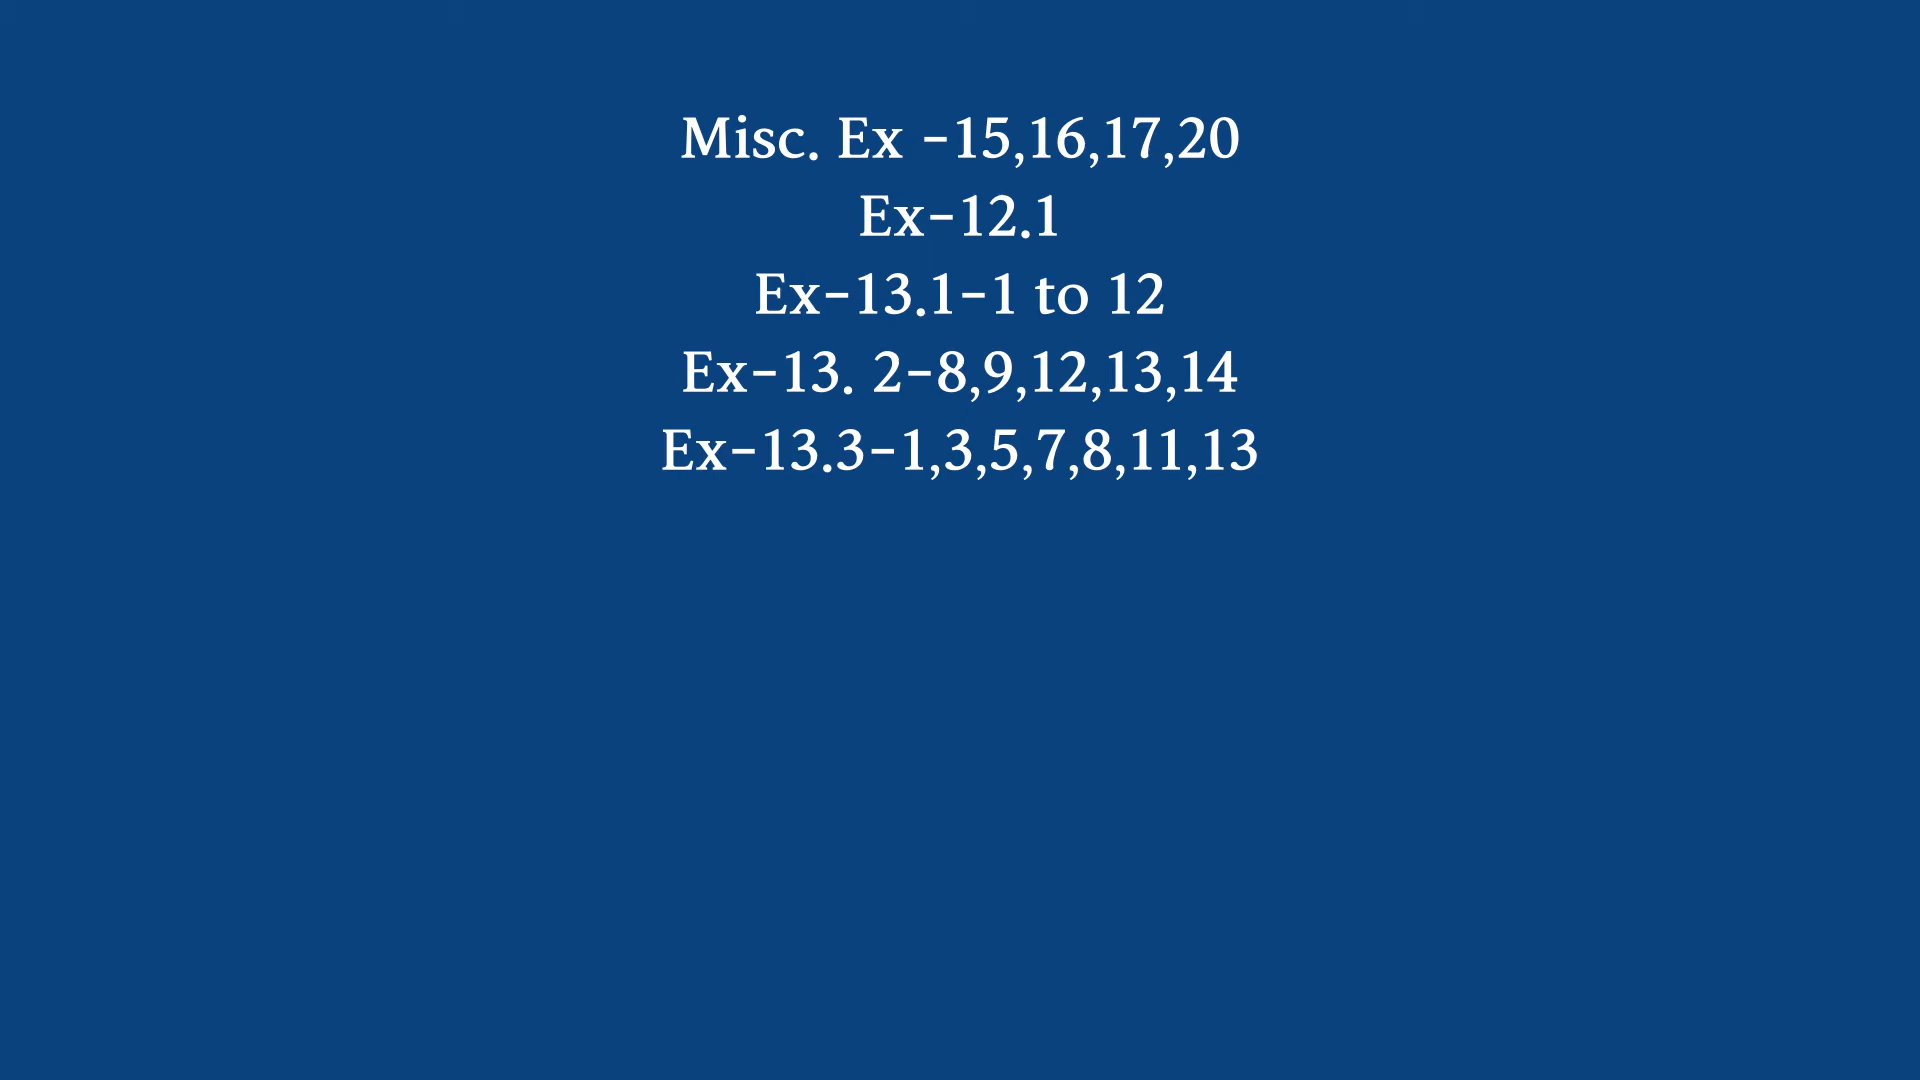 Misc. Ex -15,16,17,20
Ex-12.1
Ex-13.1-1 to 12
Ex-13. 2-8,9,12,13,14
Ex-13.3-1,3,5,7,8,11,13